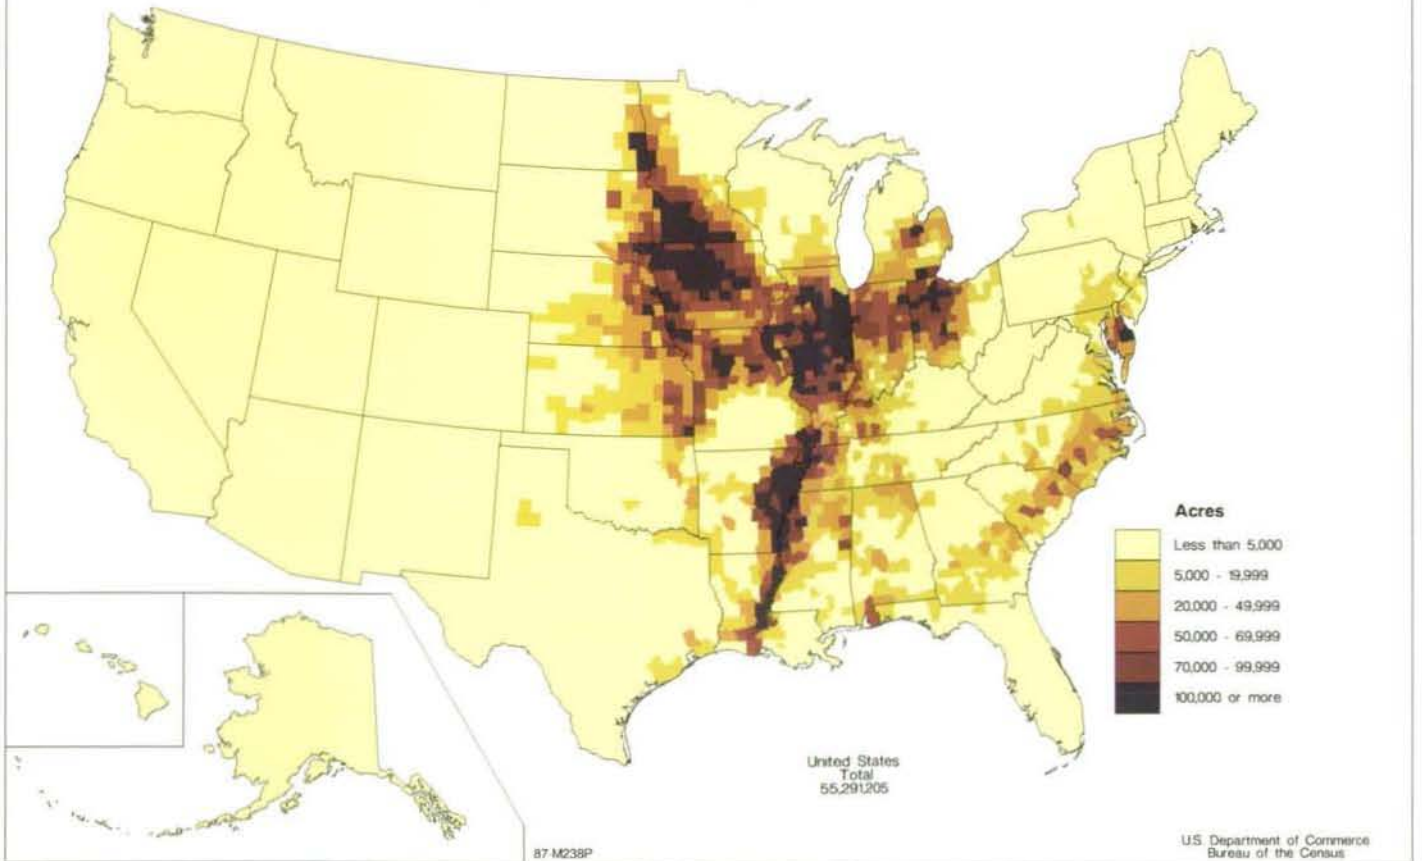 Acres
Less than 5,000
5,000 - 19,999
20,000 - 49,999
50,000 - 69,999
70,000 - 99,999
100,000 or more
United States
Total
55,291,205
87-M238P
U.S. Department of Commerce
Bureau of the Census